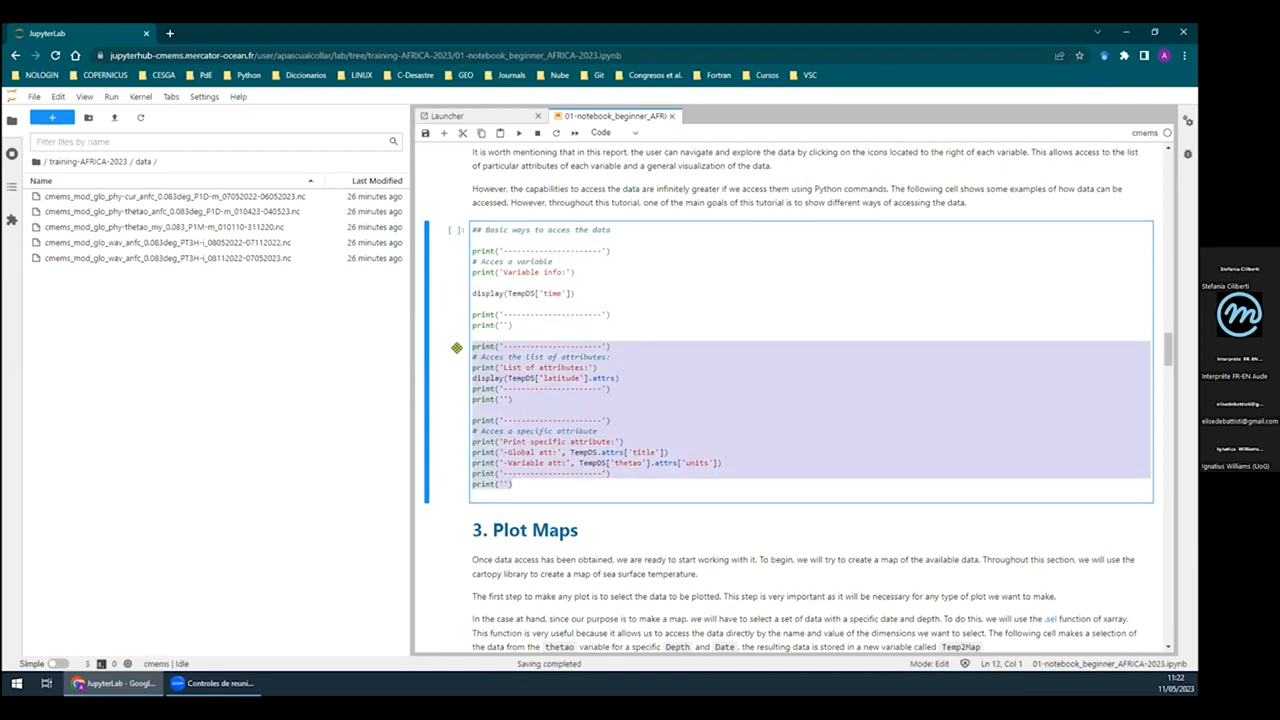 JupyterLab
jupyterhub-cmems.mercator-ocean.fr/user/apascualcollar/lab/tree/training-AFRICA-2023/01-notebook_beginner_AFRICA-2023.ipynb
A
NOLOGIN COPERNICUS CESGA PdE Python Diccionarios LINUX C-Desastre GEO Journals Nube Git Congresos et al. Fortran Cursos VSC
File Edit View Run Kernel Tabs Settings Help
Launcher 01-notebook_beginner_AFRI
Code cmems
Filter files by name
/ training-AFRICA-2023 / data /
Name Last Modified
cmems_mod_glo_phy-cur_anfc_0.083deg_P1D-m_07052022-06052023.nc 26 minutes ago
cmems_mod_glo_phy-thetao_anfc_0.083deg_P1D-m_010423-040523.nc 26 minutes ago
cmems_mod_glo_phy-thetao_my_0.083_P1M-m_010110-311220.nc 26 minutes ago
cmems_mod_glo_wav_anfc_0.083deg_PT3H-i_08052022-07112022.nc 26 minutes ago
cmems_mod_glo_wav_anfc_0.083deg_PT3H-i_08112022-07052023.nc 26 minutes ago
It is worth mentioning that in this report, the user can navigate and explore the data by clicking on the icons located to the right of each variable. This allows access to the list
of particular attributes of each variable and a general visualization of the data.
However, the capabilities to access the data are infinitely greater if we access them using Python commands. The following cell shows some examples of how data can be
accessed. However, throughout this tutorial, one of the main goals of this tutorial is to show different ways of accessing the data.
[ ]: ## Basic ways to acces the data
print('-----------------------')
# Acces a variable
print('Variable info:')
display(TempDS['time'])
print('-----------------------')
print('')
print('-----------------------')
# Acces the list of attributes:
print('List of attributes:')
display(TempDS['latitude'].attrs)
print('-----------------------')
print('')
print('-----------------------')
# Acces a specific attribute
print('Print specific attribute:')
print('-Global att:', TempDS.attrs['title'])
print('-Variable att:', TempDS['thetao'].attrs['units'])
print('-----------------------')
print('')
3. Plot Maps
Once data access has been obtained, we are ready to start working with it. To begin, we will try to create a map of the available data. Throughout this section, we will use the
cartopy library to create a map of sea surface temperature.
The first step to make any plot is to select the data to be plotted. This step is very important as it will be necessary for any type of plot we want to make.
In the case at hand, since our purpose is to make a map, we will have to select a set of data with a specific date and depth. To do this, we will use the .sel function of xarray.
This function is very useful because it allows us to access the data directly by the name and value of the dimensions we want to select. The following cell makes a selection
of the data from the thetao variable for a specific Depth and Date, the resulting data is stored in a new variable called Temp2Map
Simple 3 0 cmems | Idle Saving completed Mode: Edit Ln 12, Col 1 01-notebook_beginner_AFRICA-2023.ipynb
JupyterLab - Googl... Controles de reuni...
11:22
11/05/2023
Stefania Ciliberti
Stefania Ciliberti
Interprète FR-EN ...
Interprète FR-EN Aude
elisedebattisti@g...
elisedebattisti@gmail.com
Ignatius Williams...
Ignatius Williams (UoG)